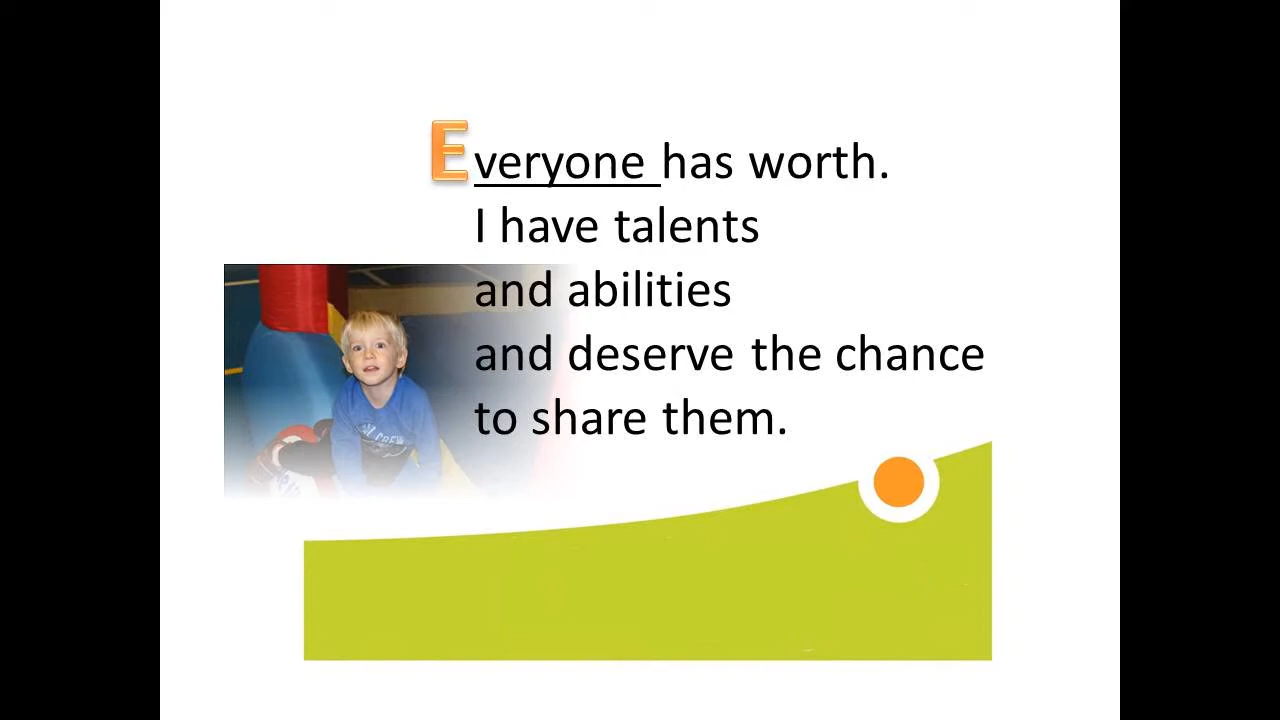 Everyone has worth.
I have talents
and abilities
and deserve the chance
to share them.